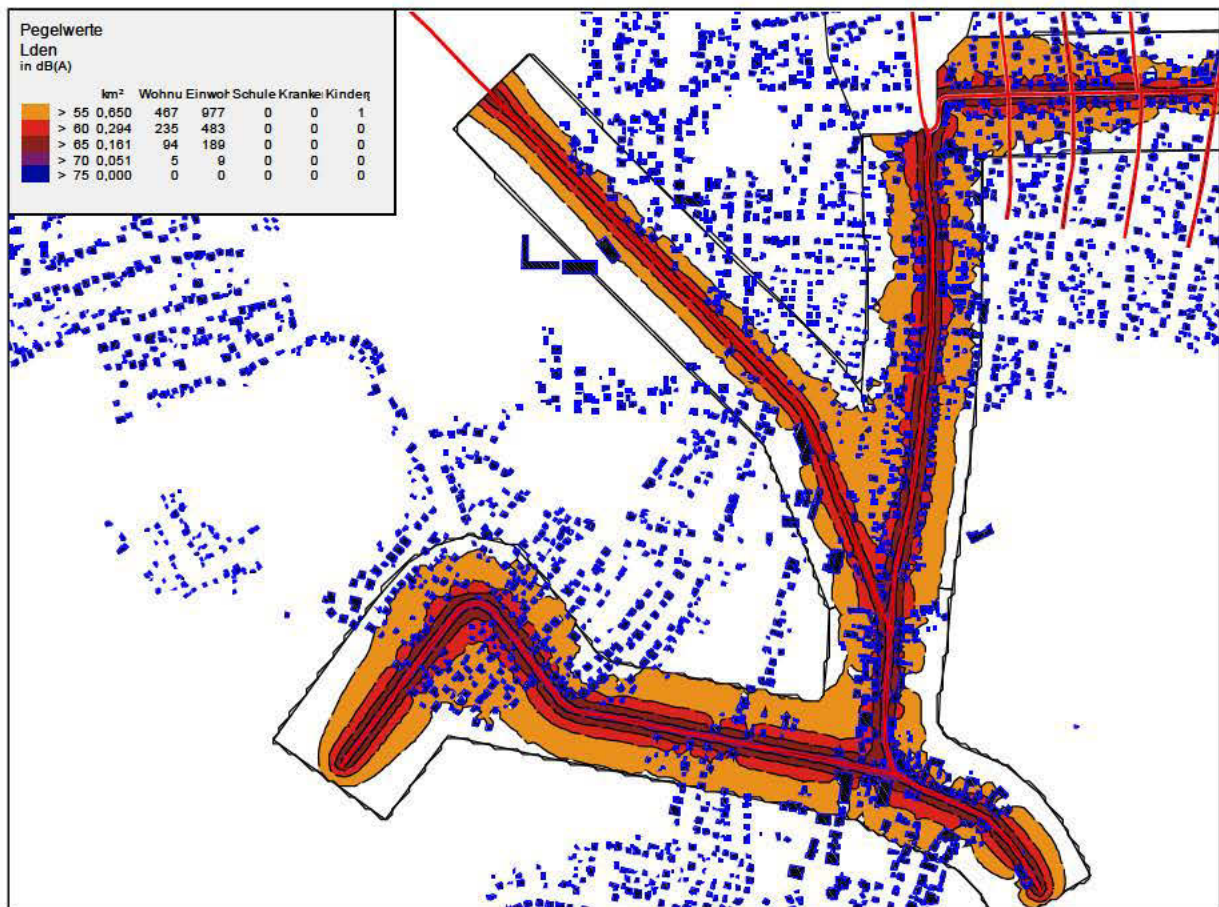 Pegelwerte
Lden
in dB(A)
km² Wohnu Einwoh Schule Kranke Kinderg
> 55 0,650 467 977 0 0 1
> 60 0,294 235 483 0 0 0
> 65 0,161 94 189 0 0 0
> 70 0,051 5 9 0 0 0
> 75 0,000 0 0 0 0 0